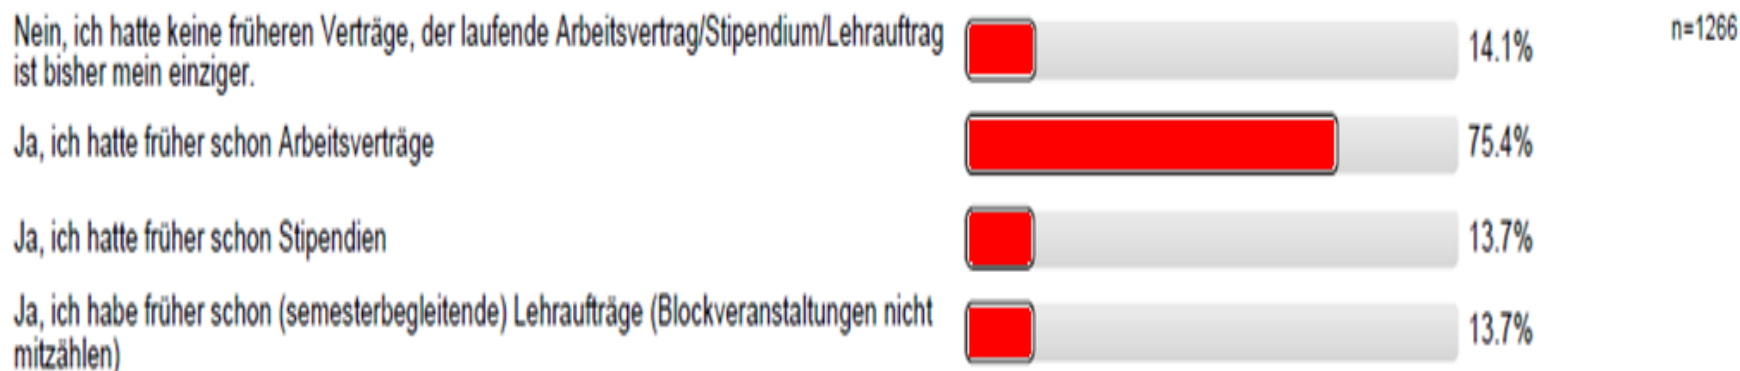 Nein, ich hatte keine früheren Verträge, der laufende Arbeitsvertrag/Stipendium/Lehrauftrag
ist bisher mein einziger.
14.1%
n=1266
Ja, ich hatte früher schon Arbeitsverträge
75.4%
Ja, ich hatte früher schon Stipendien
13.7%
Ja, ich habe früher schon (semesterbegleitende) Lehraufträge (Blockveranstaltungen nicht
mitzählen)
13.7%